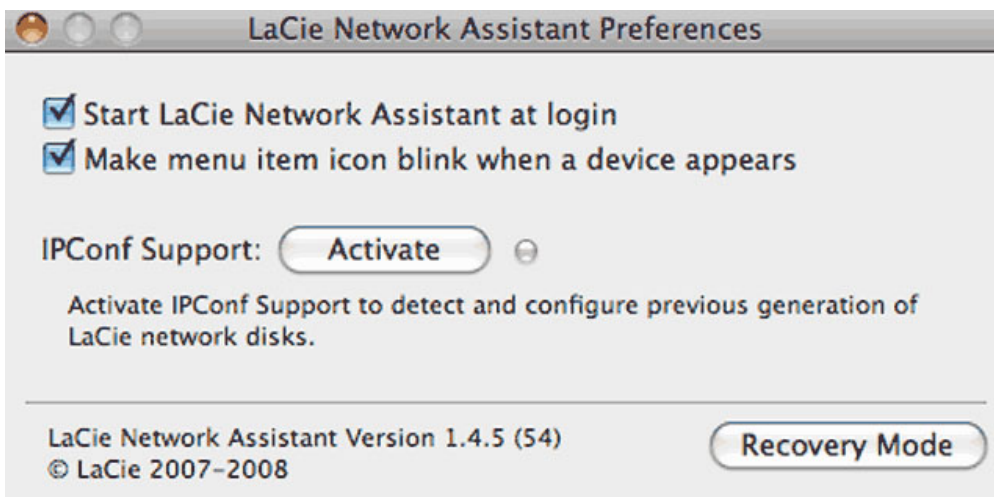 LaCie Network Assistant Preferences
Start LaCie Network Assistant at login
Make menu item icon blink when a device appears
IPConf Support: Activate
Activate IPConf Support to detect and configure previous generation of
LaCie network disks.
LaCie Network Assistant Version 1.4.5 (54)
© LaCie 2007-2008
Recovery Mode